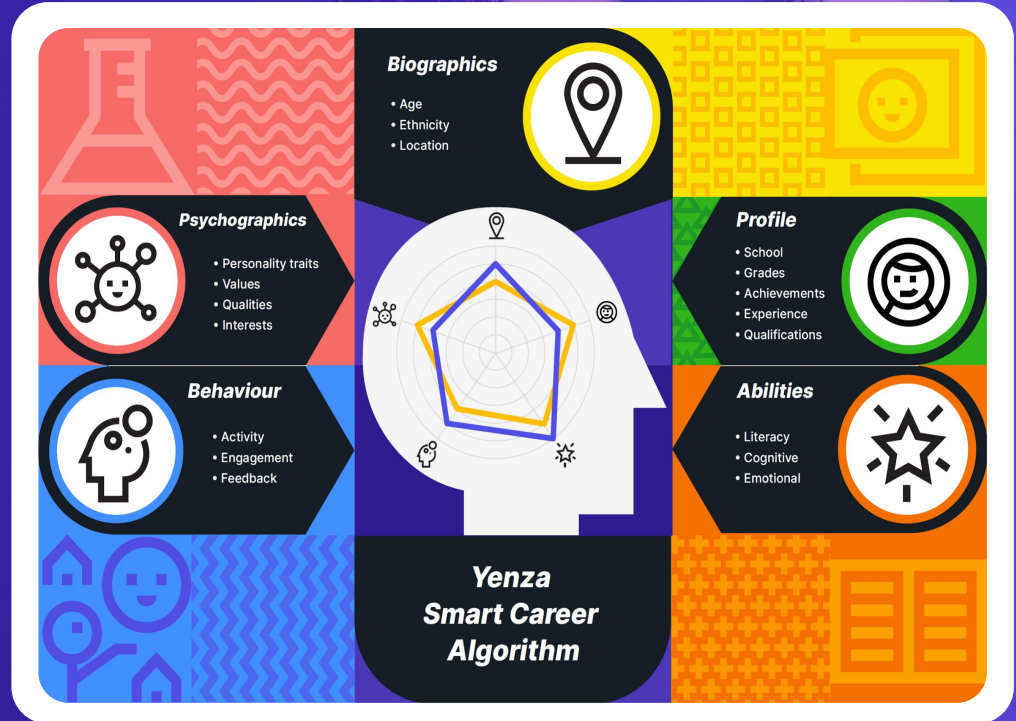 Biographics
• Age
• Ethnicity
• Location
Psychographics
• Personality traits
• Values
• Qualities
• Interests
Profile
• School
• Grades
• Achievements
• Experience
• Qualifications
Behaviour
• Activity
• Engagement
• Feedback
Abilities
• Literacy
• Cognitive
• Emotional
Yenza
Smart Career
Algorithm